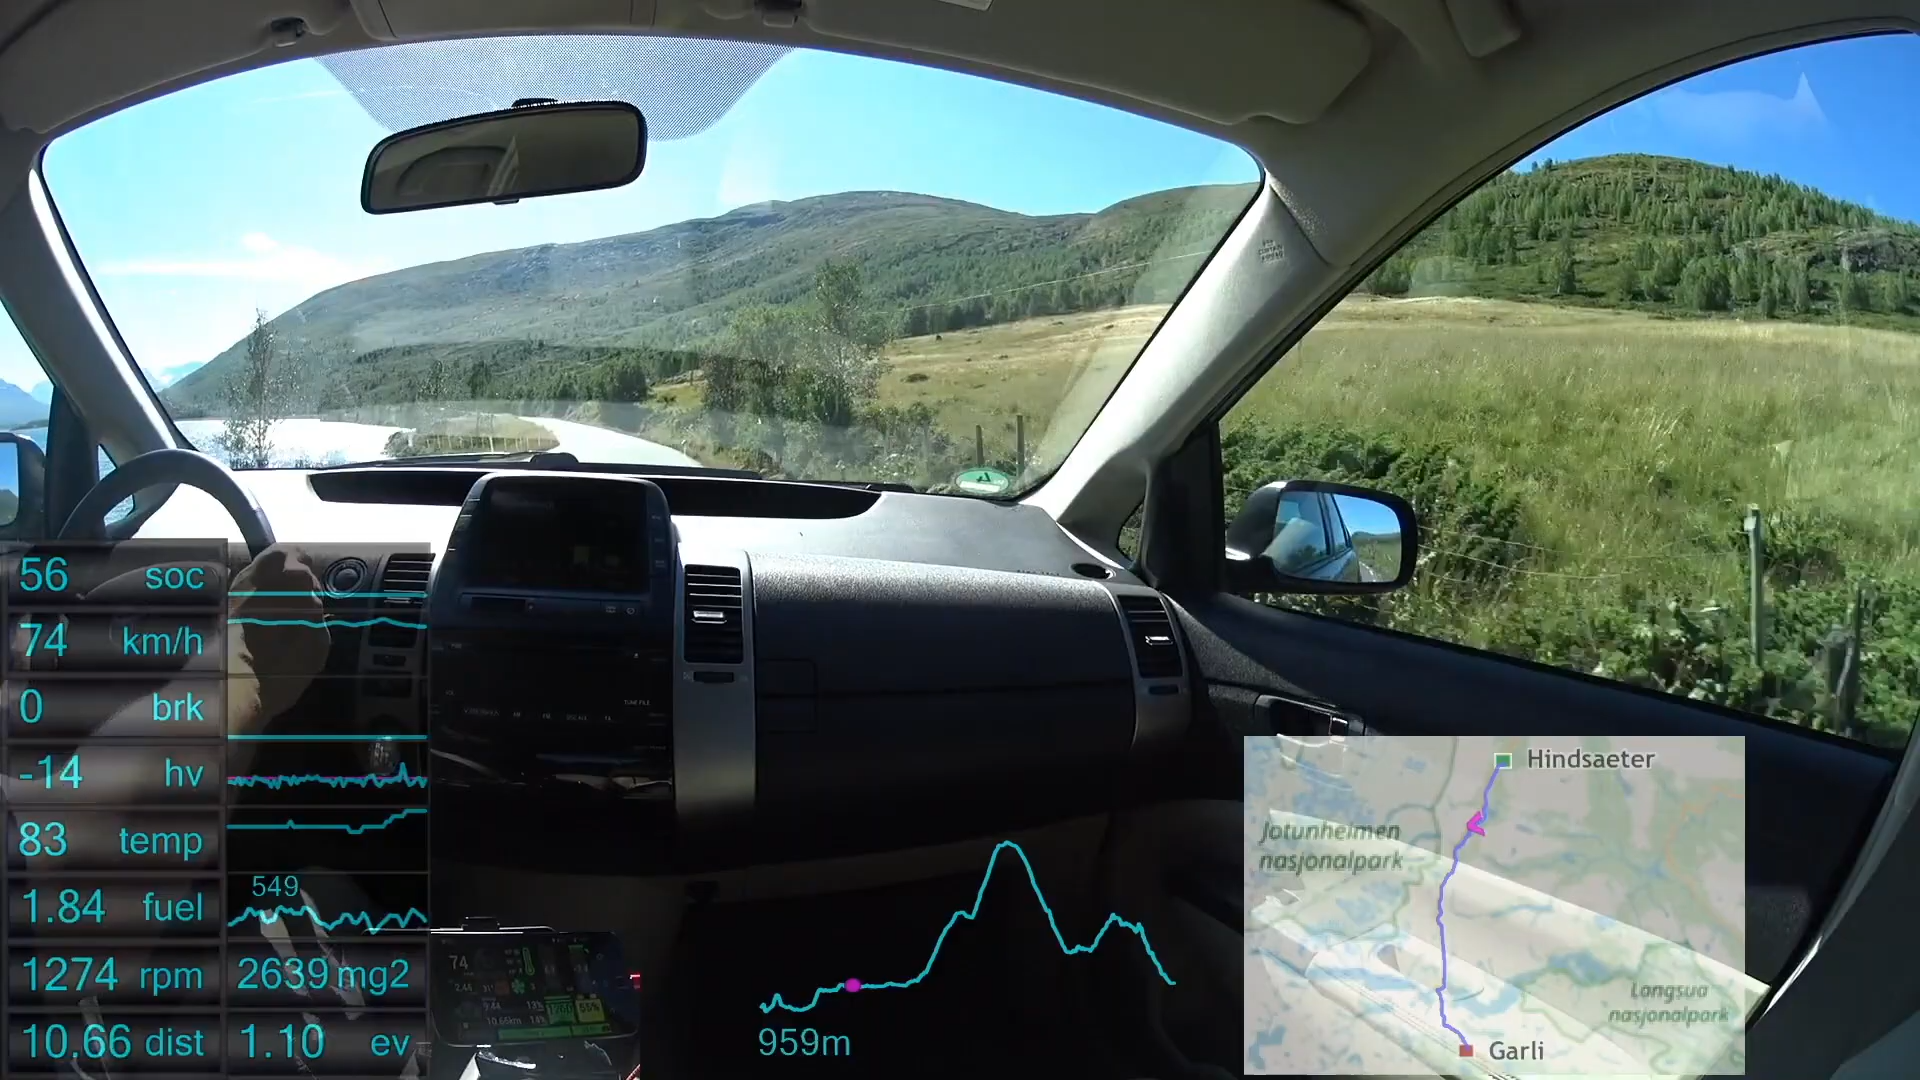 56 soc
74 km/h
0 brk
-14 hv
83 temp
1.84 fuel
549
1274 rpm
2639 mg2
10.66 dist
1.10 ev
74
959m
Hindsaeter
Jotunheimen
nasjonalpark
Langsua
nasjonalpark
Garli